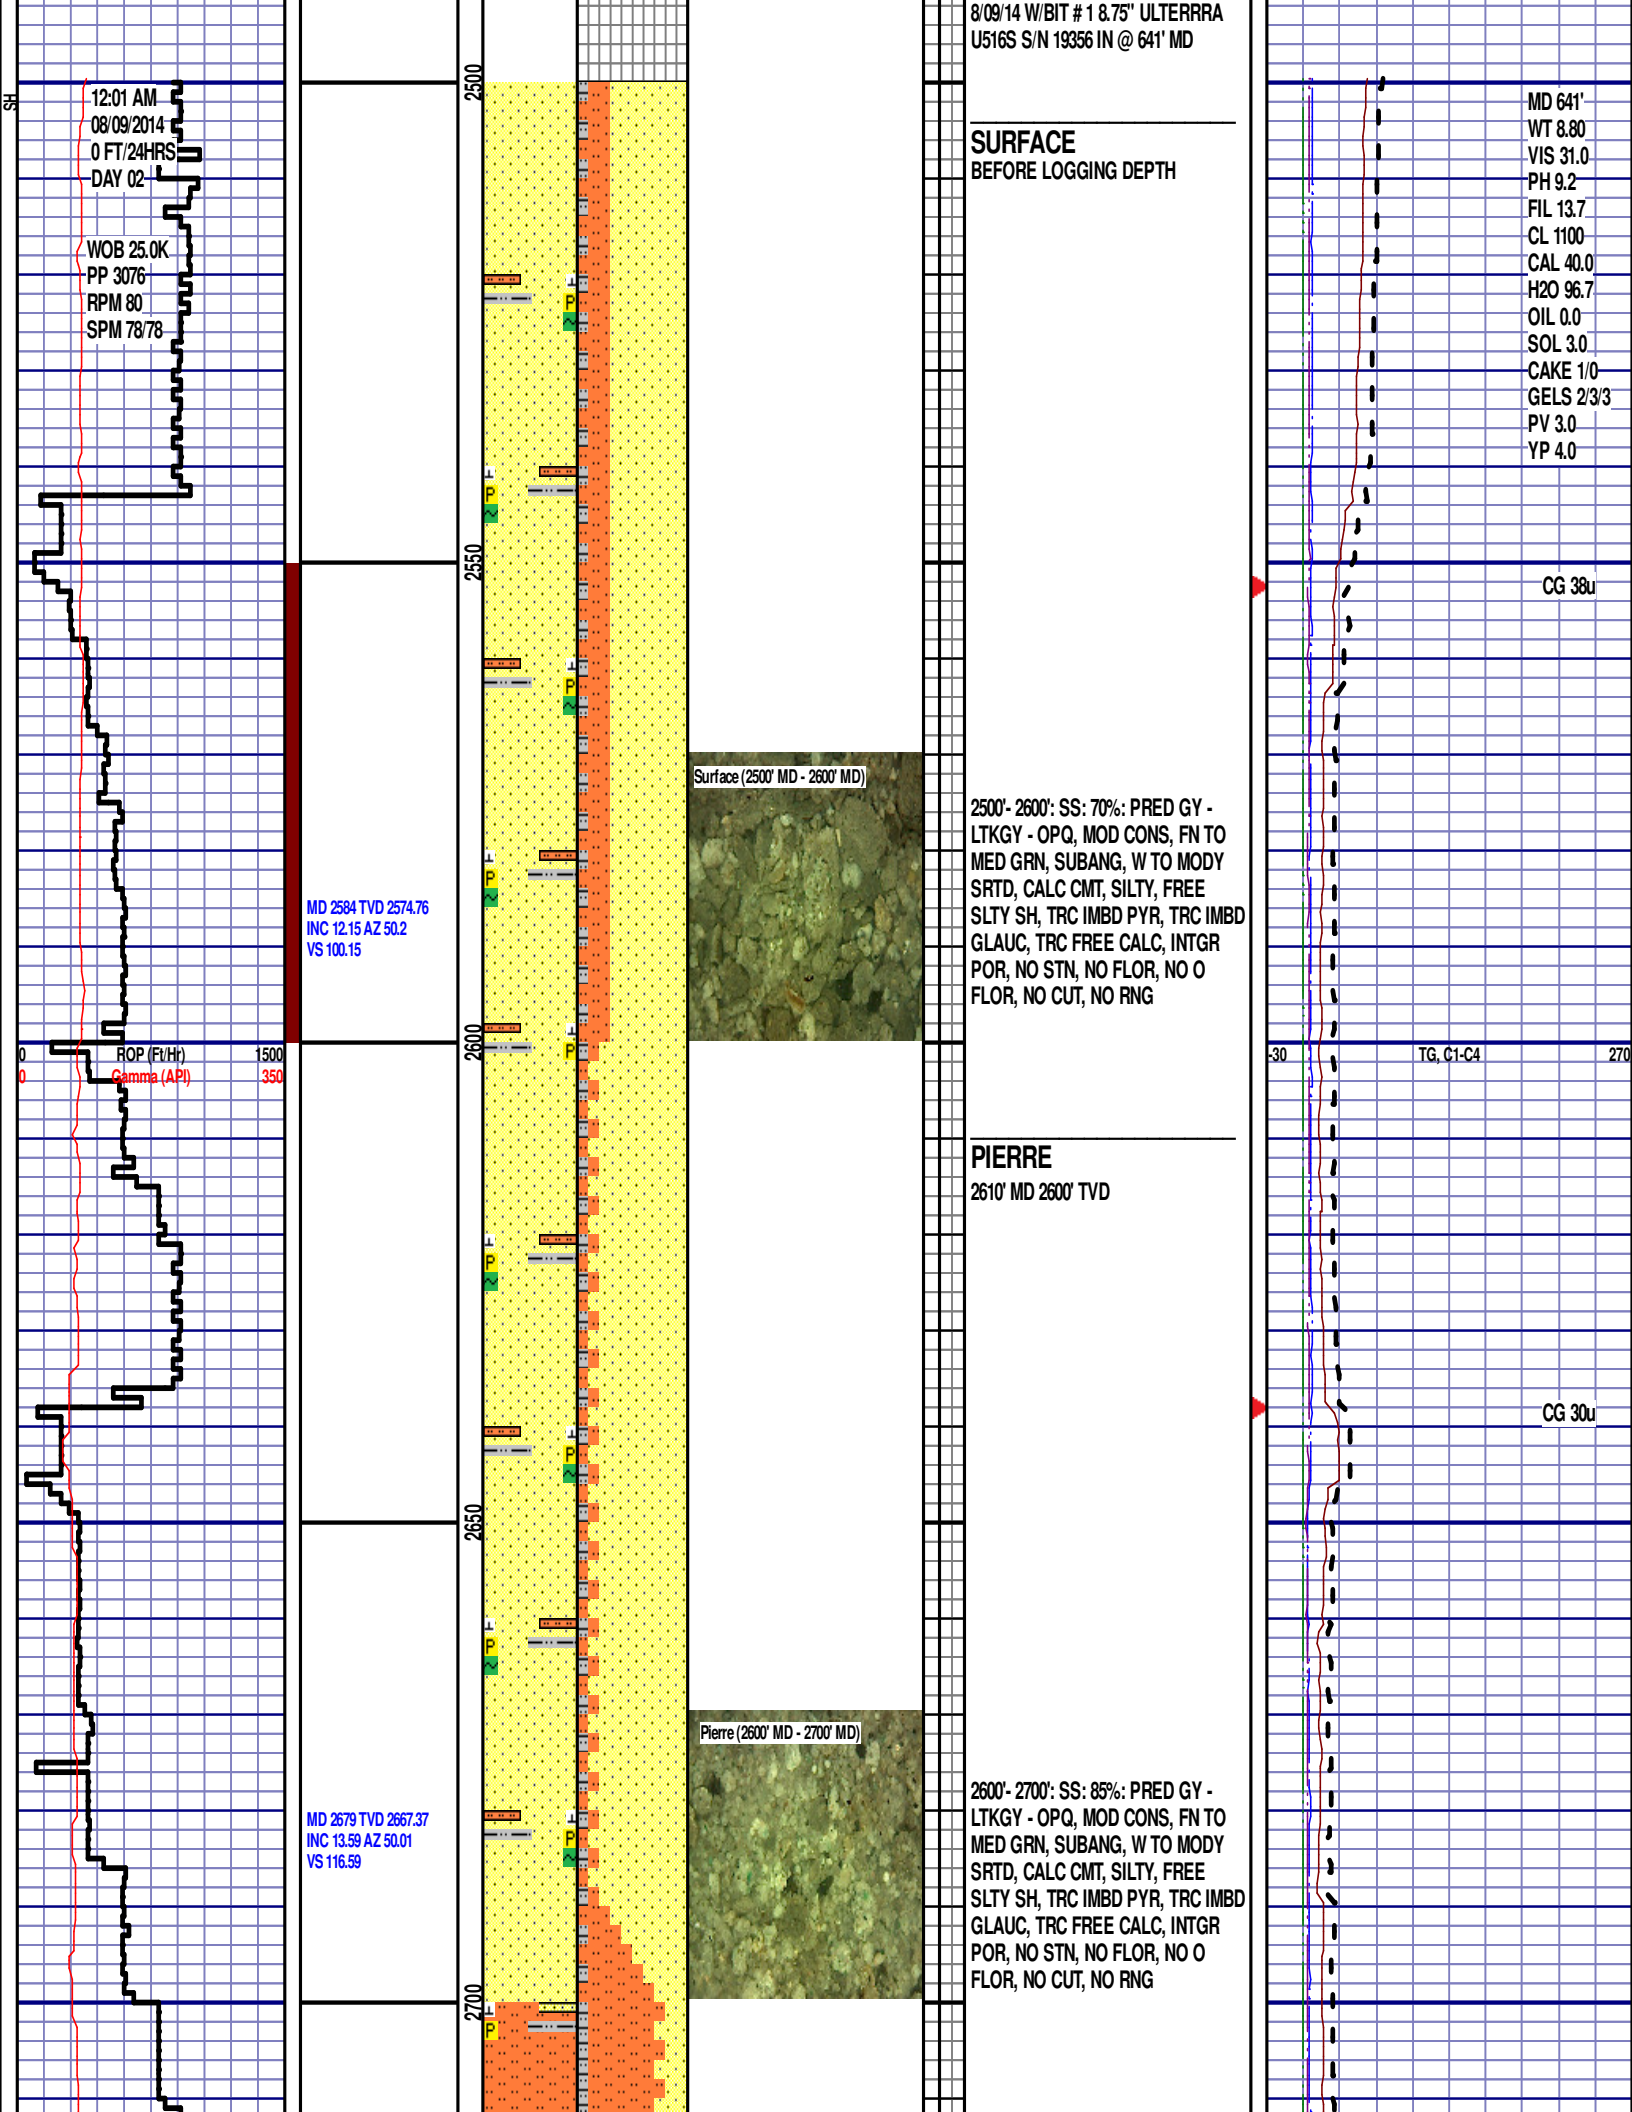 8/09/14 W/BIT # 1 8.75" ULTERRRA
U516S S/N 19356 IN @ 641' MD
SH
12:01 AM
08/09/2014
0 FT/24HRS
DAY 02
WOB 25.0K
PP 3076
RPM 80
SPM 78/78
2500
SURFACE
BEFORE LOGGING DEPTH
MD 641'
WT 8.80
VIS 31.0
PH 9.2
FIL 13.7
CL 1100
CAL 40.0
H2O 96.7
OIL 0.0
SOL 3.0
CAKE 1/0
GELS 2/3/3
PV 3.0
YP 4.0
P
P
2550
CG 38u
P
Surface (2500' MD - 2600' MD)
2500'- 2600': SS: 70%: PRED GY -
LTKGY - OPQ, MOD CONS, FN TO
MED GRN, SUBANG, W TO MODY
SRTD, CALC CMT, SILTY, FREE
SLTY SH, TRC IMBD PYR, TRC IMBD
GLAUC, TRC FREE CALC, INTGR
POR, NO STN, NO FLOR, NO O
FLOR, NO CUT, NO RNG
P
MD 2584 TVD 2574.76
INC 12.15 AZ 50.2
VS 100.15
2600
P
0 ROP (Ft/Hr) 1500
0 Gamma (API) 350
-30 TG, C1-C4 270
PIERRE
2610' MD 2600' TVD
P
CG 30u
P
2650
P
Pierre (2600' MD - 2700' MD)
2600'- 2700': SS: 85%: PRED GY -
LTKGY - OPQ, MOD CONS, FN TO
MED GRN, SUBANG, W TO MODY
SRTD, CALC CMT, SILTY, FREE
SLTY SH, TRC IMBD PYR, TRC IMBD
GLAUC, TRC FREE CALC, INTGR
POR, NO STN, NO FLOR, NO O
FLOR, NO CUT, NO RNG
MD 2679 TVD 2667.37
INC 13.59 AZ 50.01
VS 116.59
P
2700
P